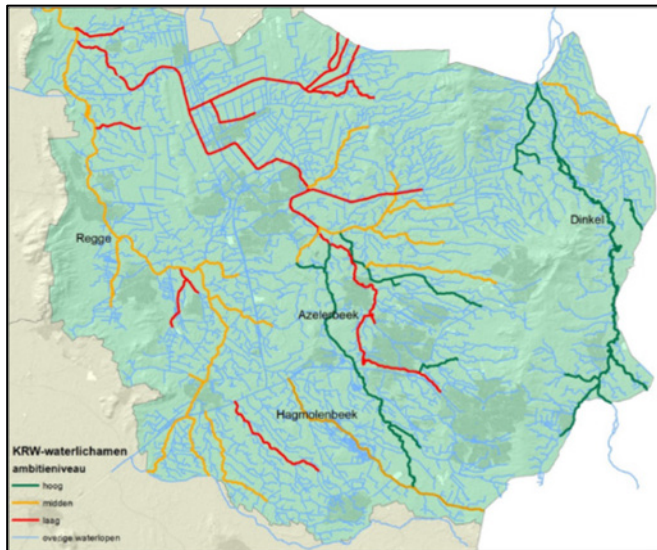 Dinkel
Regge
Azelerbeek
Hagmolenbeek
KRW-waterlichamen
ambitieniveau
hoog
midden
laag
overige waterlopen